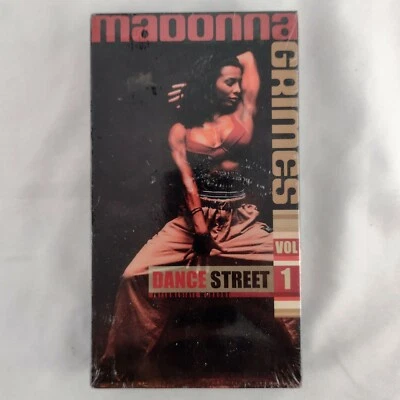 madonna
GRIMES
VOL
DANCE STREET 1